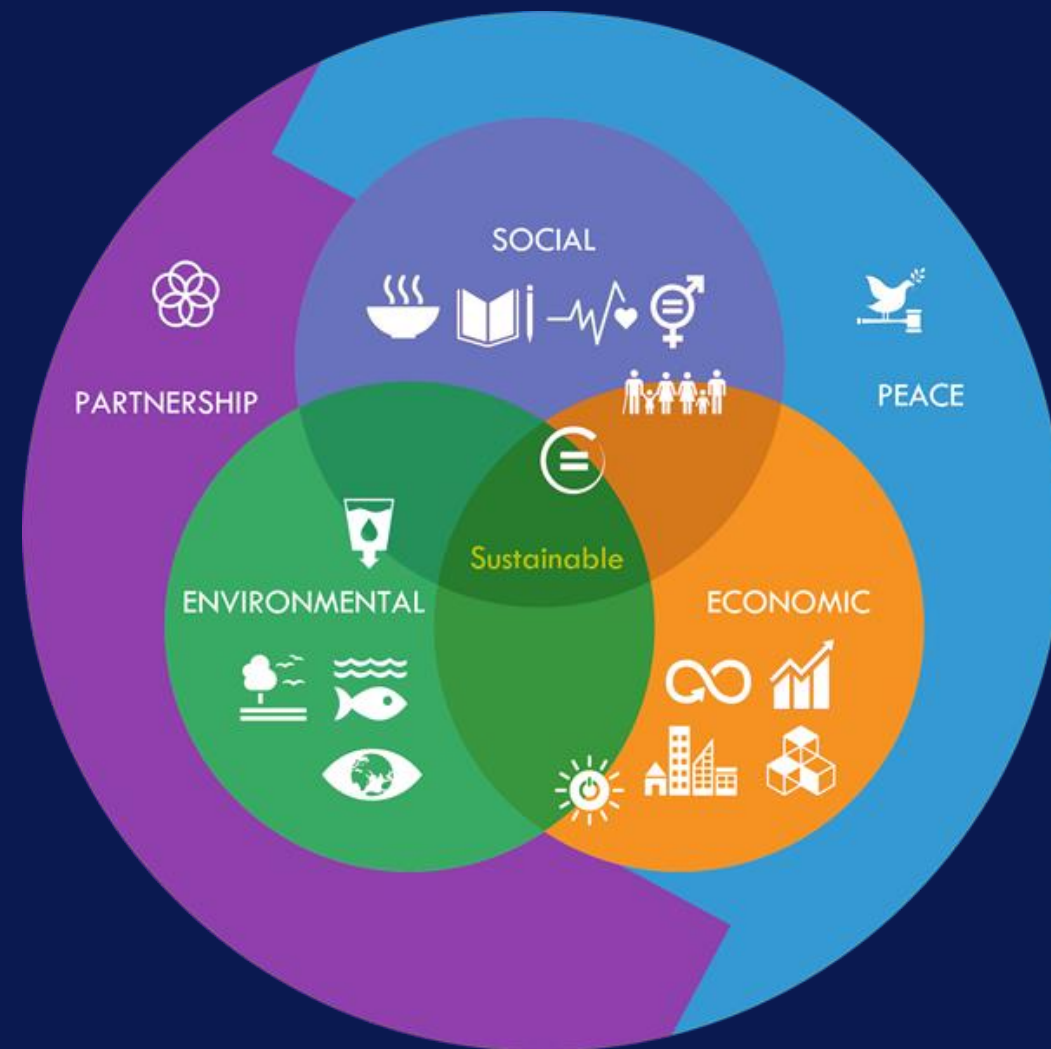 SOCIAL
PARTNERSHIP
PEACE
Sustainable
ENVIRONMENTAL
ECONOMIC